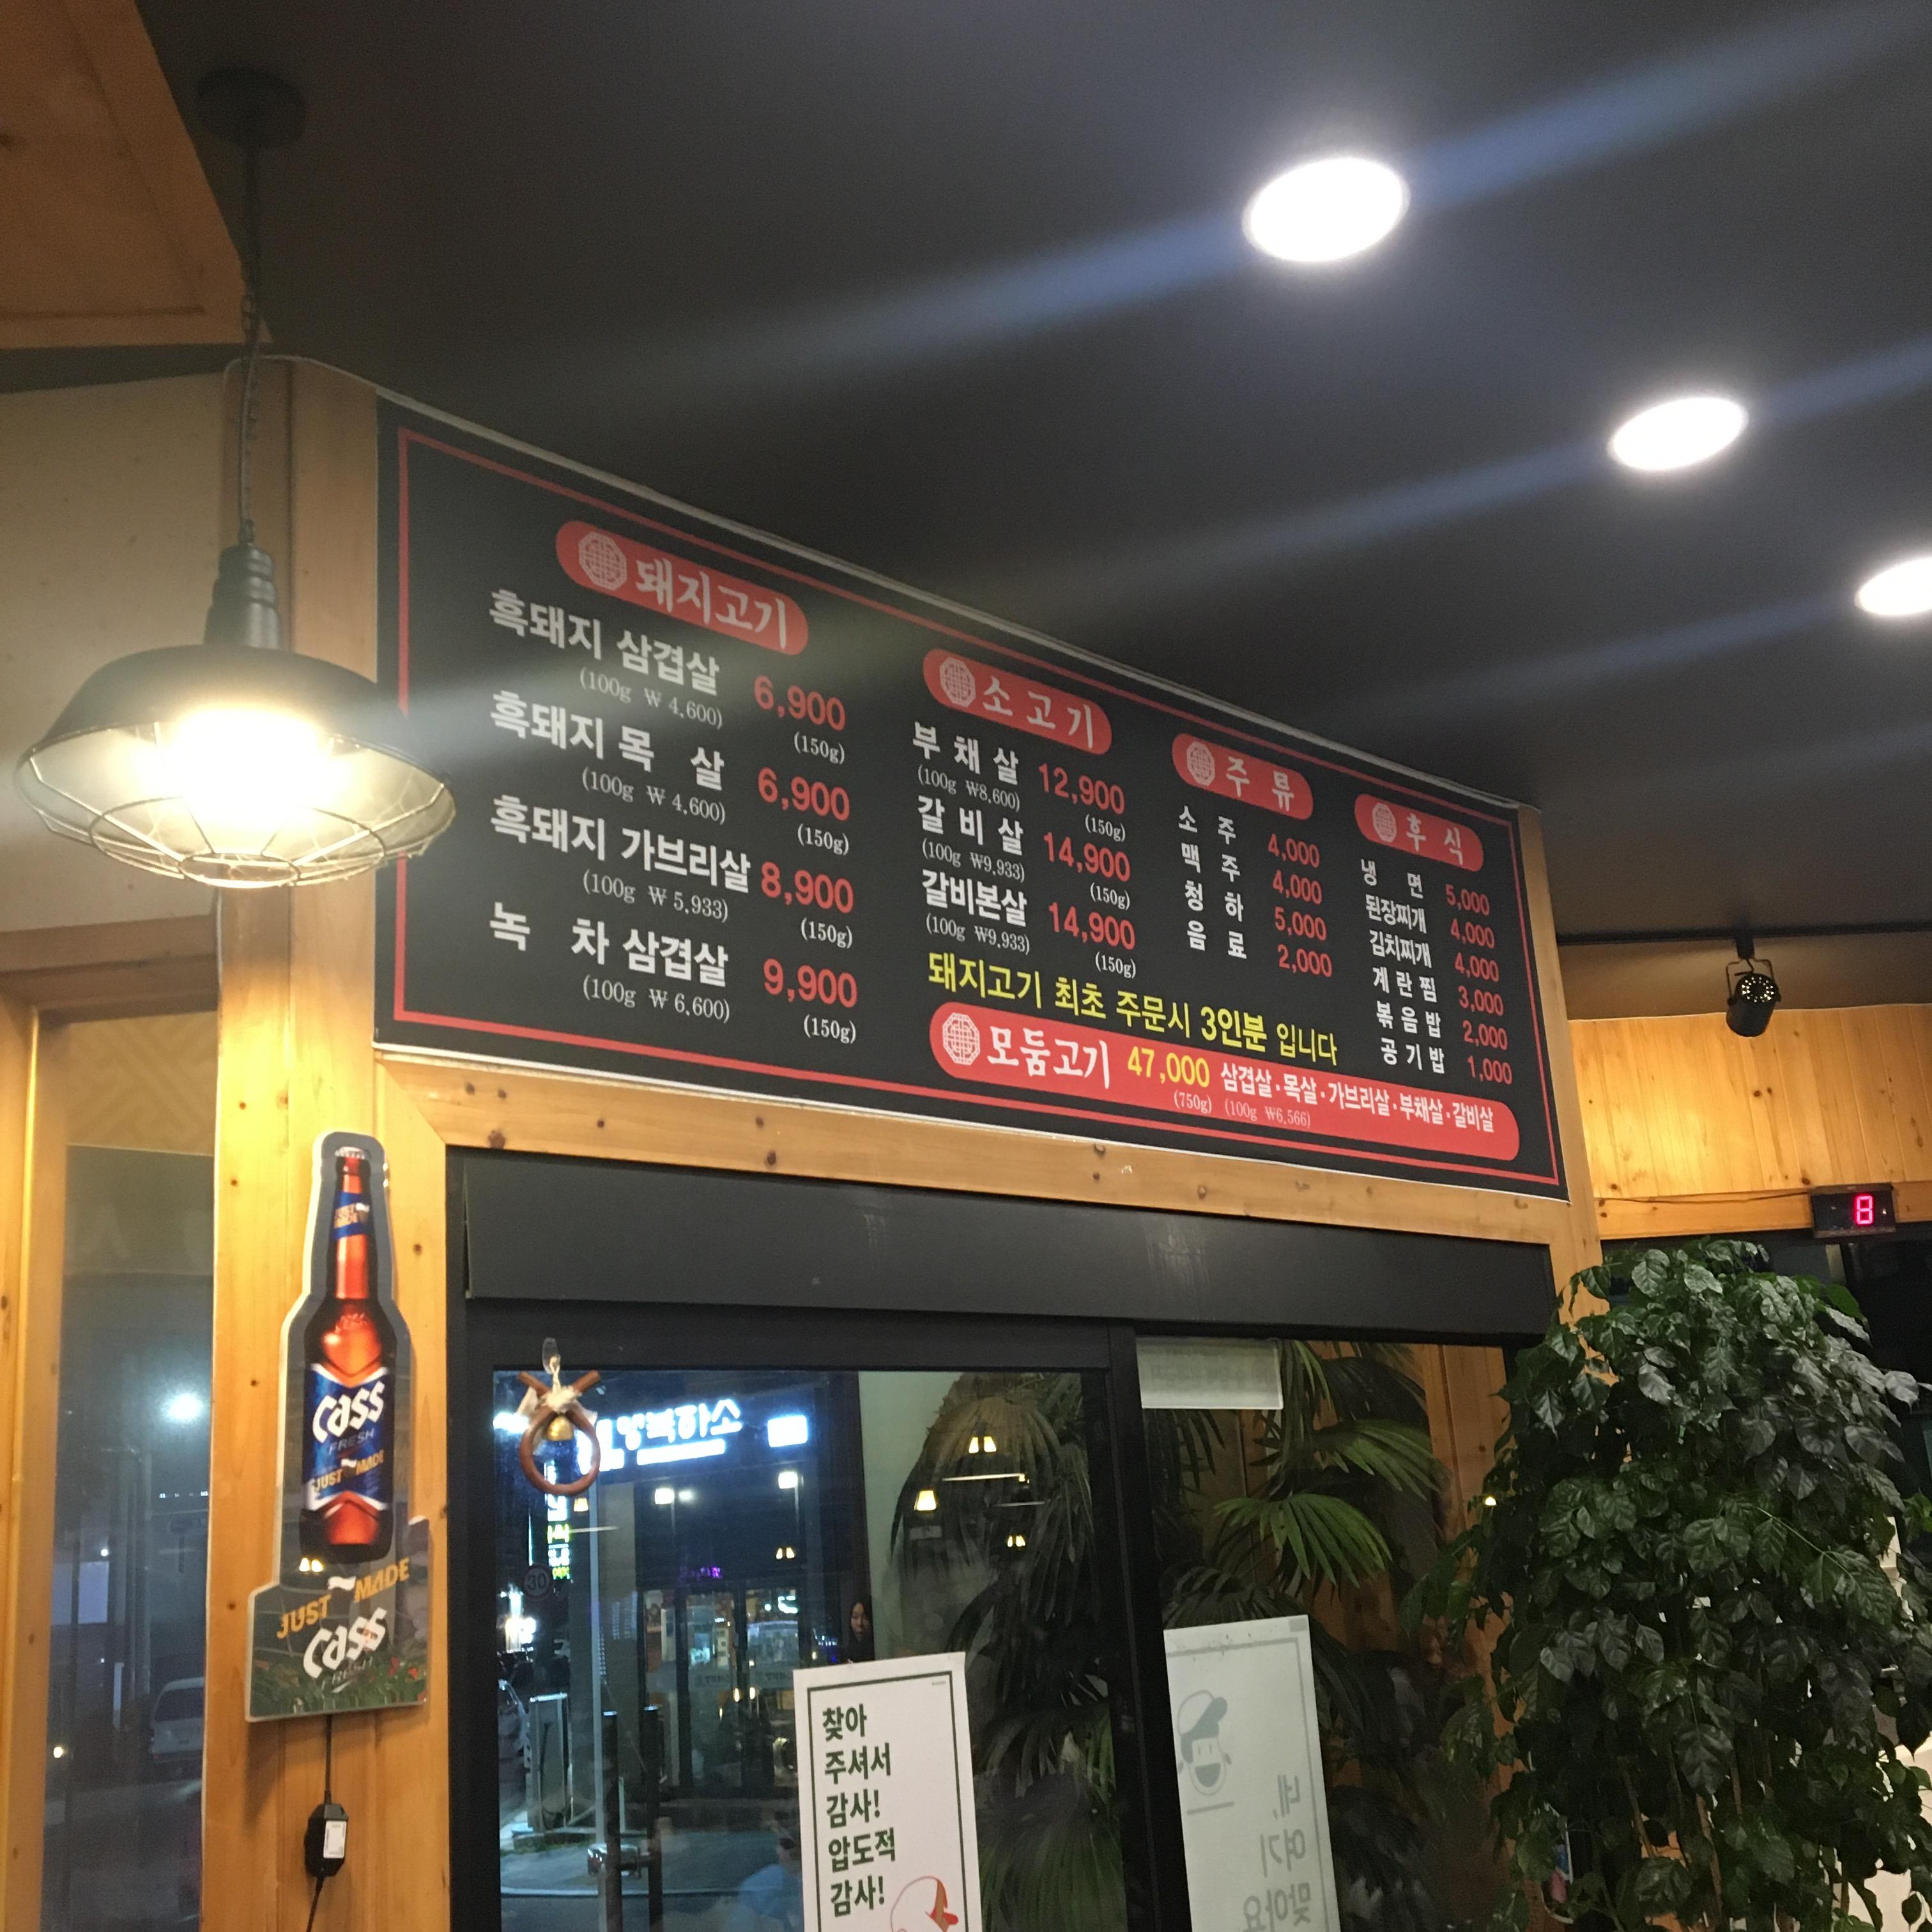 돼지고기
흑돼지 삼겹살 6,900
(100g ₩ 4,600) (150g)
흑돼지 목 살 6,900
(100g ₩ 4,600) (150g)
흑돼지 가브리살 8,900
(100g ₩ 5,933) (150g)
녹 차 삼겹살 9,900
(100g ₩ 6,600) (150g)
소고기
부 채 살 12,900
(100g ₩8,600) (150g)
갈 비 살 14,900
(100g ₩9,933) (150g)
갈비본살 14,900
(100g ₩9,933) (150g)
주 류
소 주 4,000
맥 주 4,000
청 하 5,000
음 료 2,000
후 식
냉 면 5,000
된장찌개 4,000
김치찌개 4,000
계 란 찜 3,000
볶 음 밥 2,000
공 기 밥 1,000
돼지고기 최초 주문시 3인분 입니다
모둠고기 47,000 삼겹살·목살·가브리살·부채살·갈비살
(750g) (100g ₩6,566)
8
Cass
FRESH
JUST MADE
JUST MADE
Cass
FRESH
30
찾아
주셔서
감사!
압도적
감사!
네,
여기
맞아요